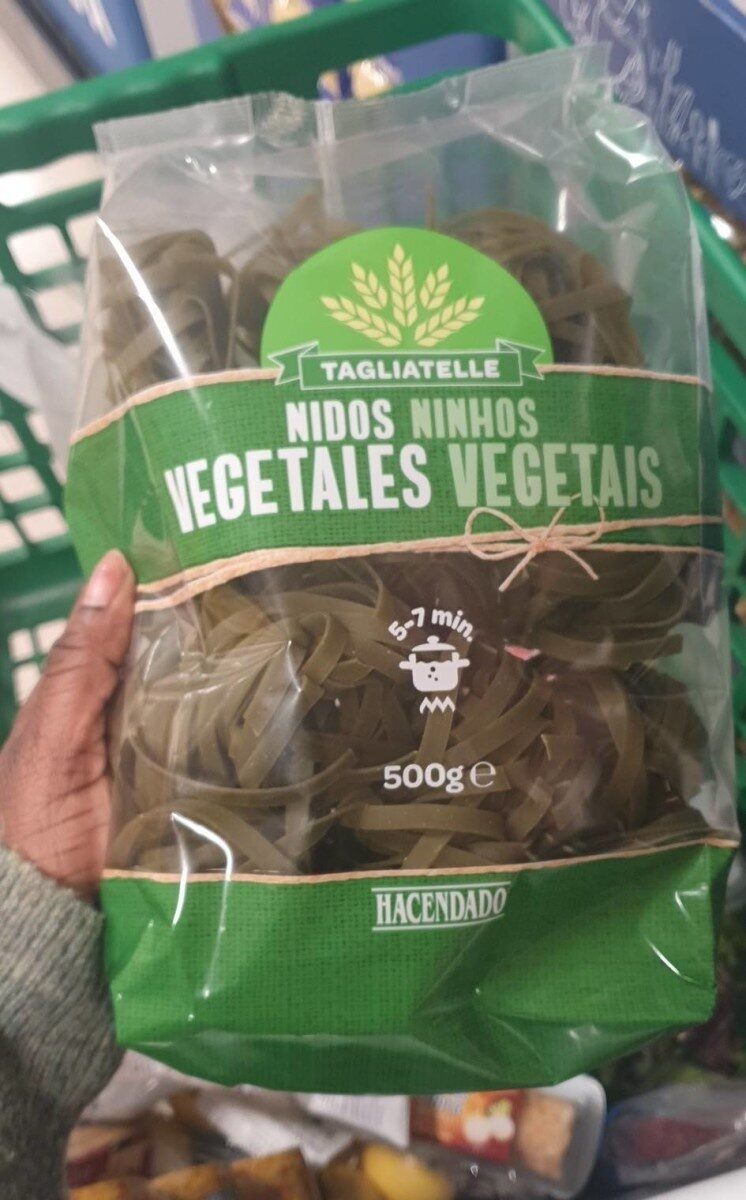 TAGLIATELLE
NIDOS NINHOS
VEGETALES VEGETAIS
5-7 min.
500g e
HACENDADO